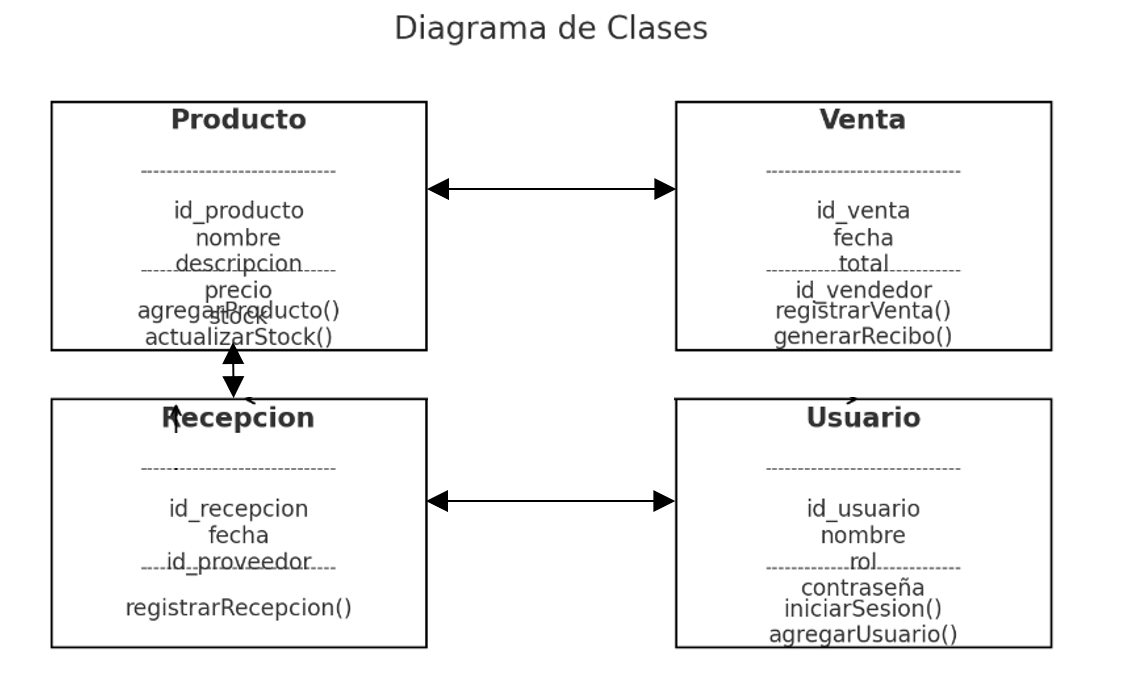 Diagrama de Clases
Producto
------------------------------
id_producto
nombre
descripcion
------------------------------
precio
stock
agregarProducto()
actualizarStock()
Venta
------------------------------
id_venta
fecha
total
------------------------------
id_vendedor
registrarVenta()
generarRecibo()
Recepcion
------------------------------
id_recepcion
fecha
id_proveedor
------------------------------
registrarRecepcion()
Usuario
------------------------------
id_usuario
nombre
rol
------------------------------
contraseña
iniciarSesion()
agregarUsuario()